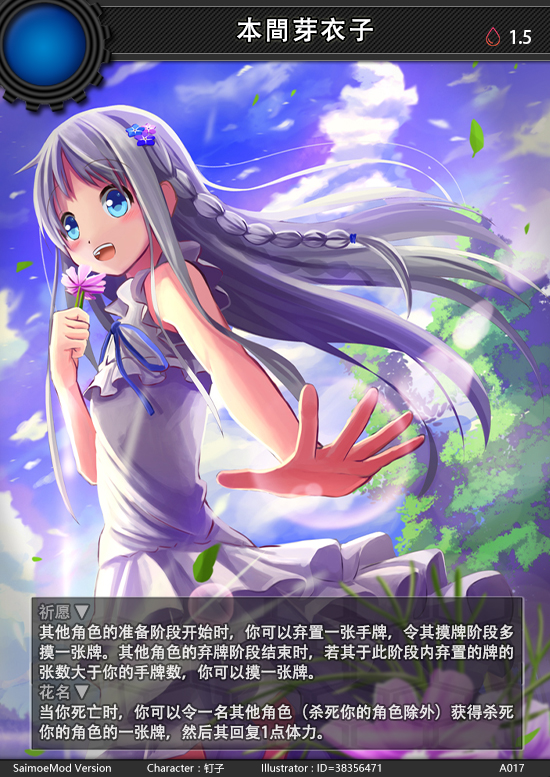 本間芽衣子
1.5
祈愿▼
其他角色的准备阶段开始时，你可以弃置一张手牌，令其摸牌阶段多
摸一张牌。其他角色的弃牌阶段结束时，若其于此阶段内弃置的牌的
张数大于你的手牌数，你可以摸一张牌。
花名▼
当你死亡时，你可以令一名其他角色（杀死你的角色除外）获得杀死
你的角色的一张牌，然后其回复1点体力。
SaimoeMod Version Character : 钉子 Illustrator : ID=38356471 A017